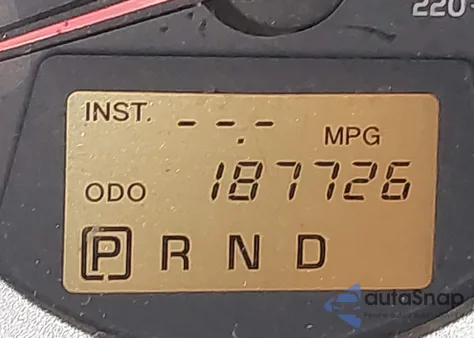 220
INST. - - . - MPG
ODO 187726
P R N D
autoSnap